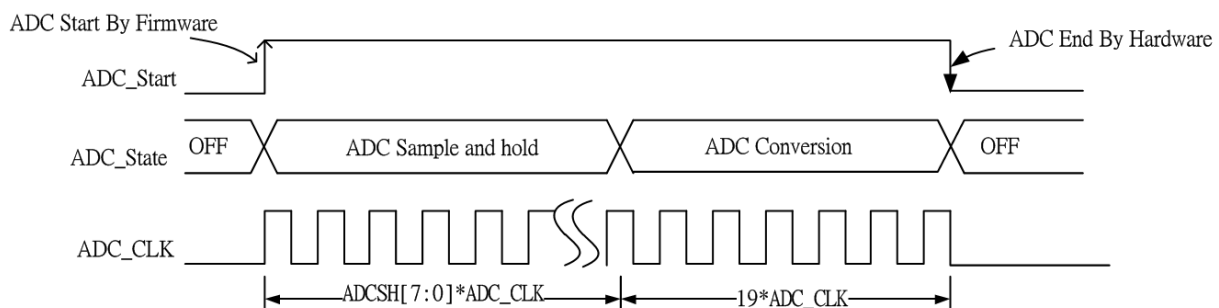 ADC Start By Firmware
ADC End By Hardware
ADC_Start
ADC_State
OFF
ADC Sample and hold
ADC Conversion
OFF
ADC_CLK
ADCSH[7:0]*ADC_CLK
19*ADC_CLK